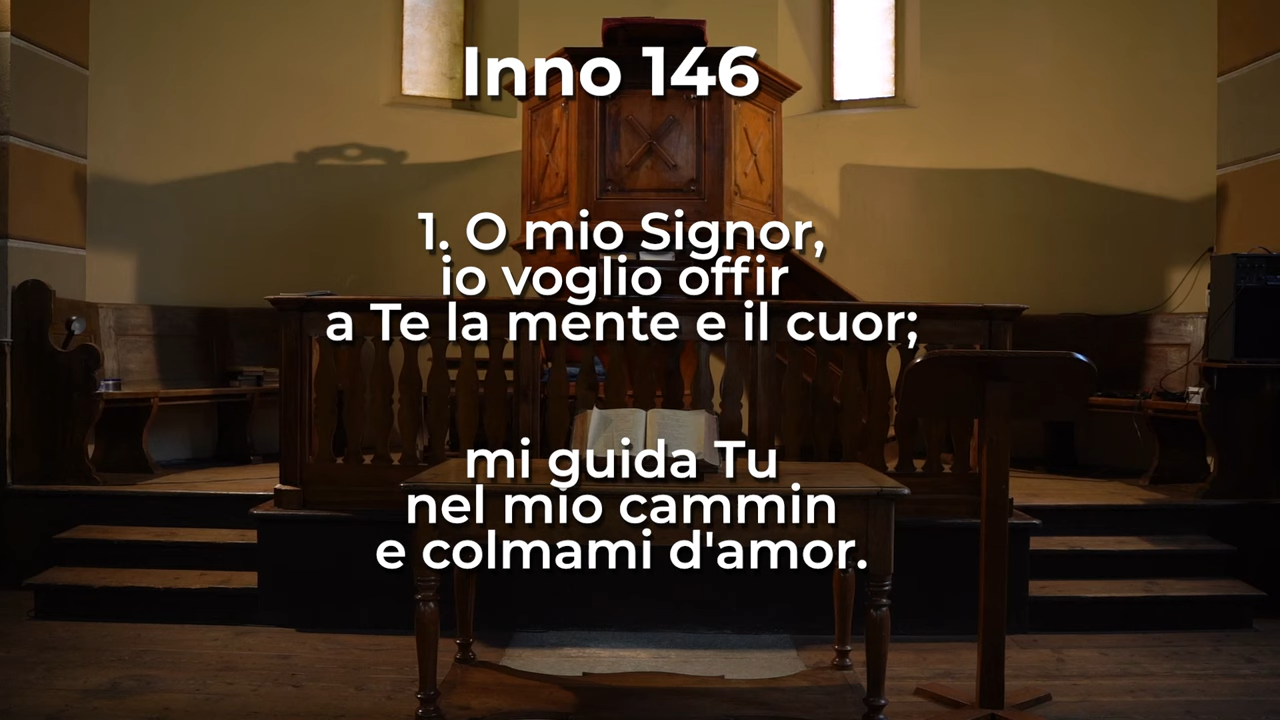 Inno 146
1. O mio Signor,
io voglio offir
a Te la mente e il cuor;
mi guida Tu
nel mio cammin
e colmami d'amor.